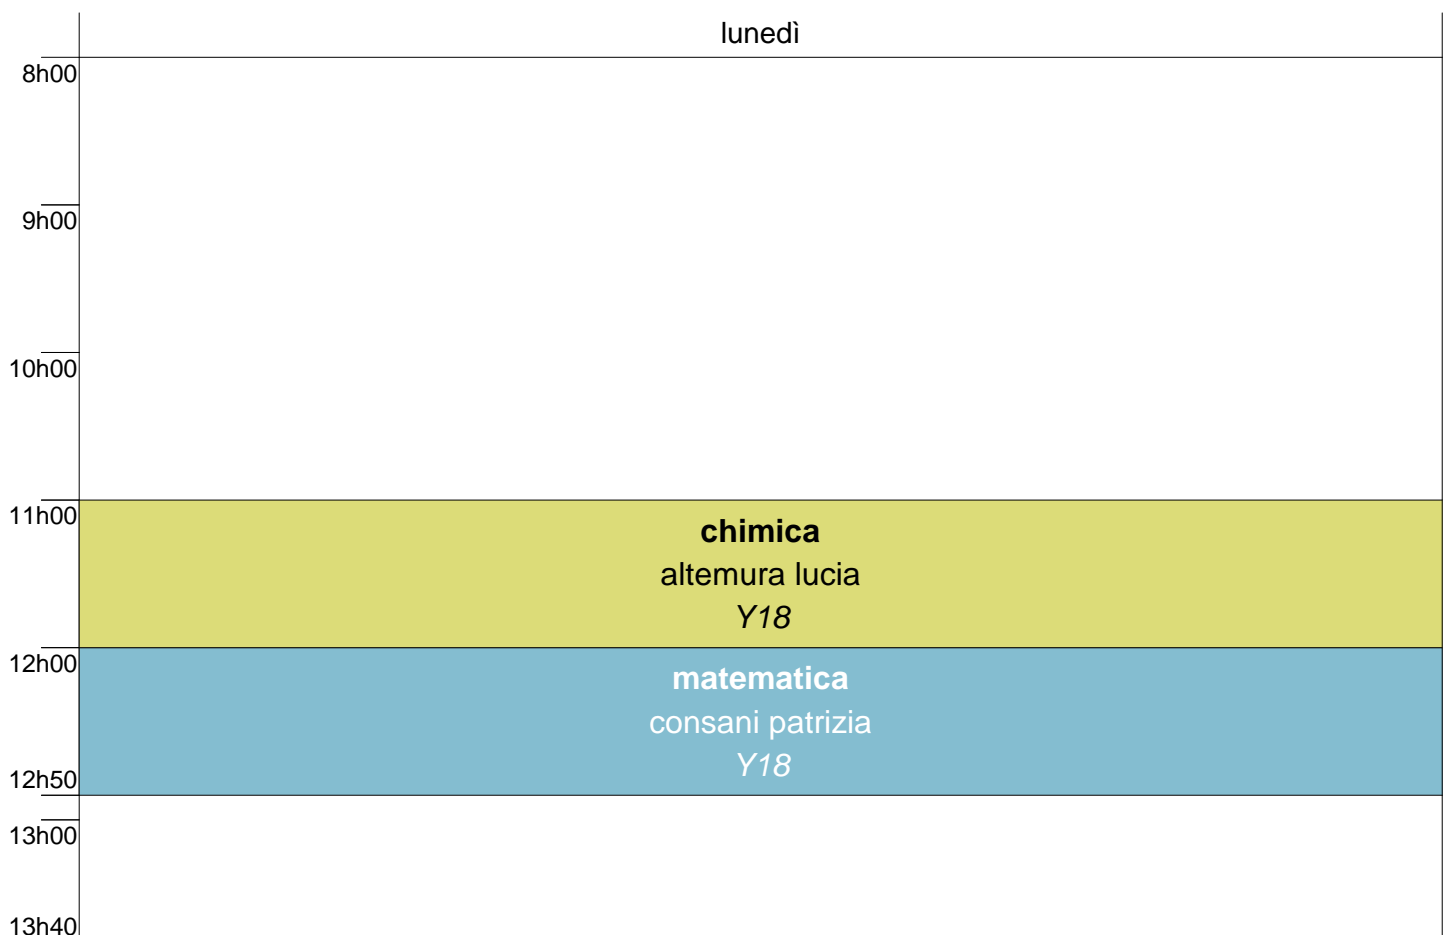 lunedì
8h00
9h00
10h00
11h00
chimica
altemura lucia
Y18
12h00
matematica
consani patrizia
Y18
12h50
13h00
13h40